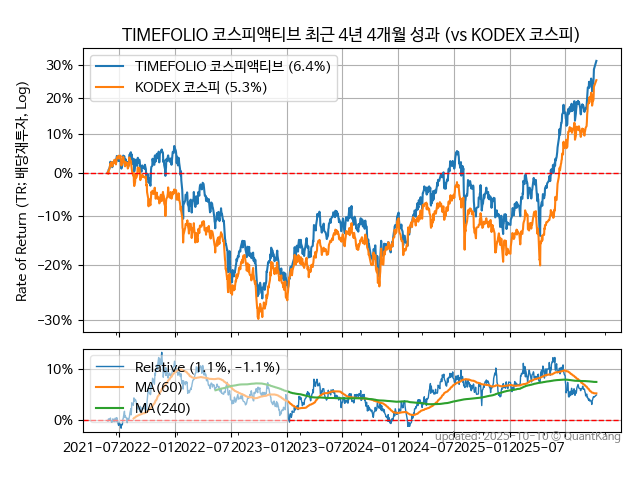 TIMEFOLIO 코스피액티브 최근 4년 4개월 성과 (vs KODEX 코스피)
Rate of Return (TR: 배당재투자, Log)
30%
20%
10%
0%
−10%
−20%
−30%
TIMEFOLIO 코스피액티브 (6.4%)
KODEX 코스피 (5.3%)
10%
0%
Relative (1.1%, −1.1%)
MA(60)
MA(240)
2021-07 2022-01 2022-07 2023-01 2023-07 2024-01 2024-07 2025-01 2025-07
updated: 2025-10-10 © QuantKang